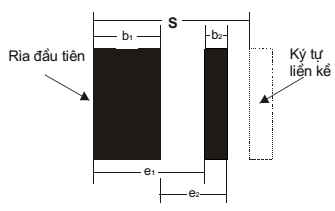 S
b₁
b₂
Rìa đầu tiên
Ký tự
liền kề
e₁
e₂